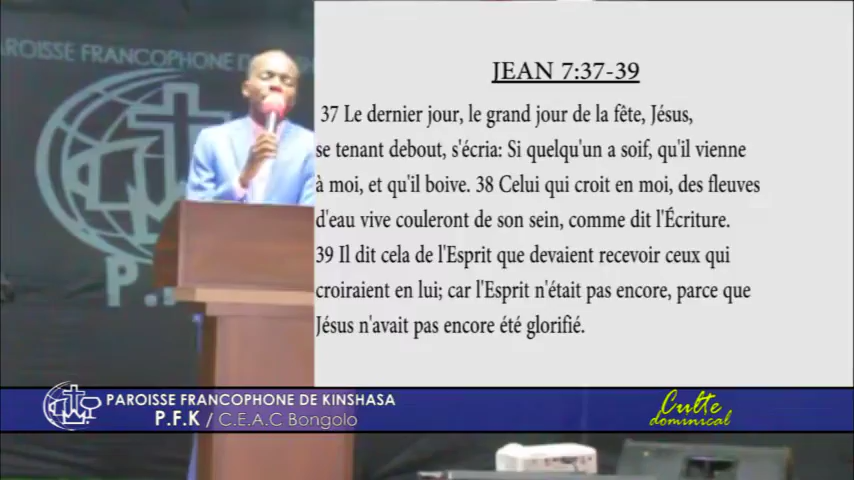 PAROISSE FRANCOPHONE DE
P.
JEAN 7:37-39
37 Le dernier jour, le grand jour de la fête, Jésus,
se tenant debout, s'écria: Si quelqu'un a soif, qu'il vienne
à moi, et qu'il boive. 38 Celui qui croit en moi, des fleuves
d'eau vive couleront de son sein, comme dit l'Écriture.
39 Il dit cela de l'Esprit que devaient recevoir ceux qui
croiraient en lui; car l'Esprit n'était pas encore, parce que
Jésus n'avait pas encore été glorifié.
PAROISSE FRANCOPHONE DE KINSHASA
P.F.K / C.E.A.C Bongolo
Culte
dominical